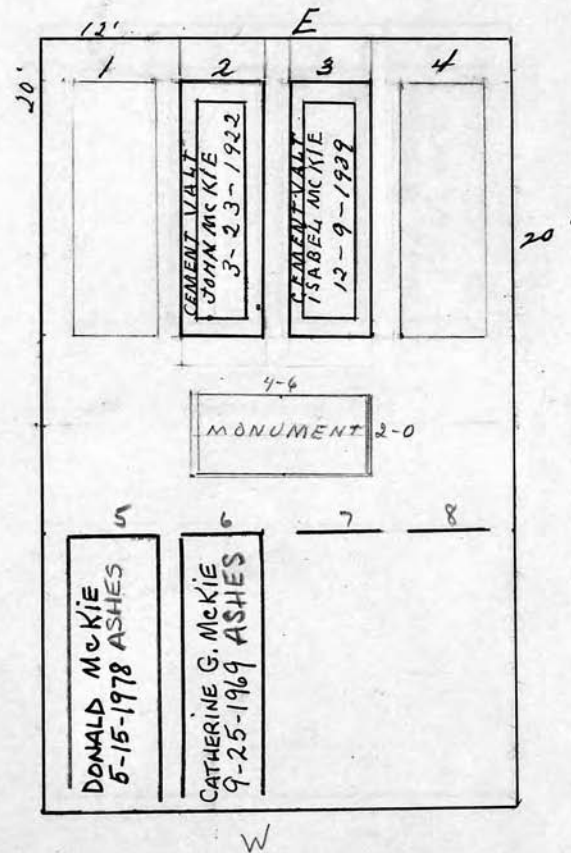 12' E
20'
1 2 3 4
CEMENT VALT
JOHN McKIE
3-23-1922
CEMENT VALT
ISABEL McKIE
12-9-1939
20'
4-6
MONUMENT 2-0
5 6 7 8
DONALD McKIE
5-15-1978 ASHES
CATHERINE G. McKIE
9-25-1969 ASHES
W